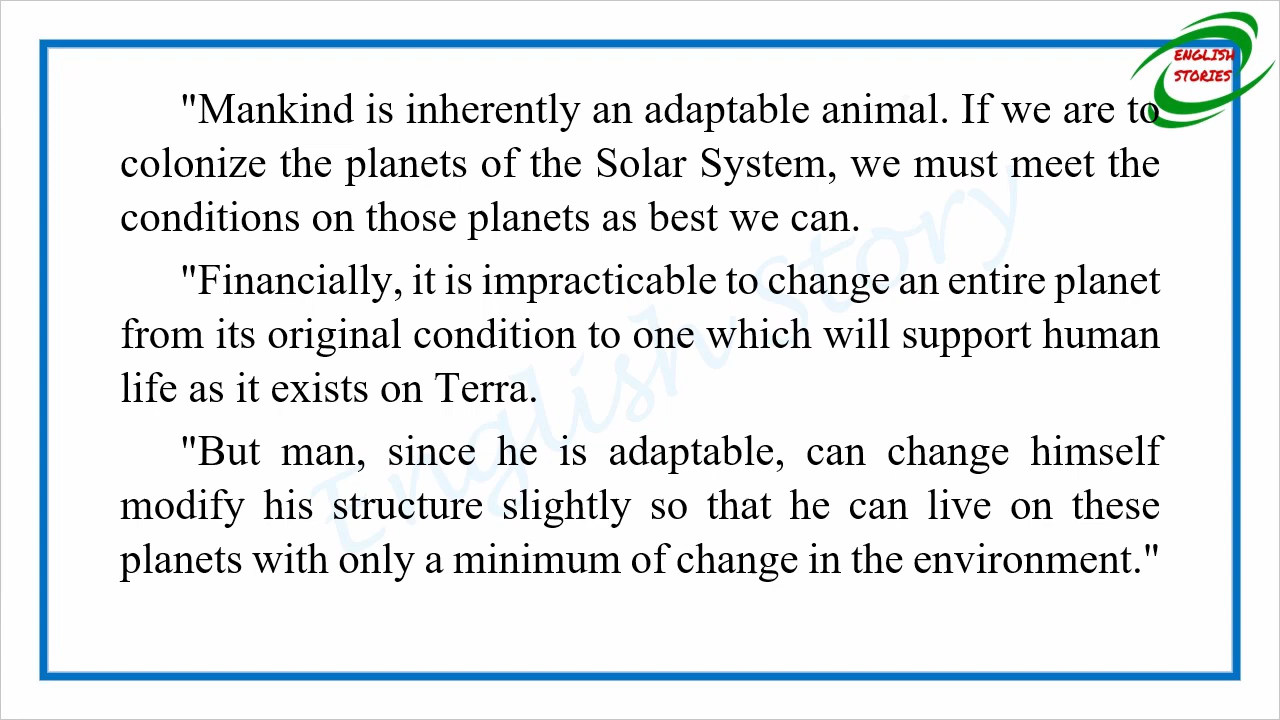 ENGLISH
STORIES
"Mankind is inherently an adaptable animal. If we are to
colonize the planets of the Solar System, we must meet the
conditions on those planets as best we can.
"Financially, it is impracticable to change an entire planet
from its original condition to one which will support human
life as it exists on Terra.
"But man, since he is adaptable, can change himself
modify his structure slightly so that he can live on these
planets with only a minimum of change in the environment."
English Story